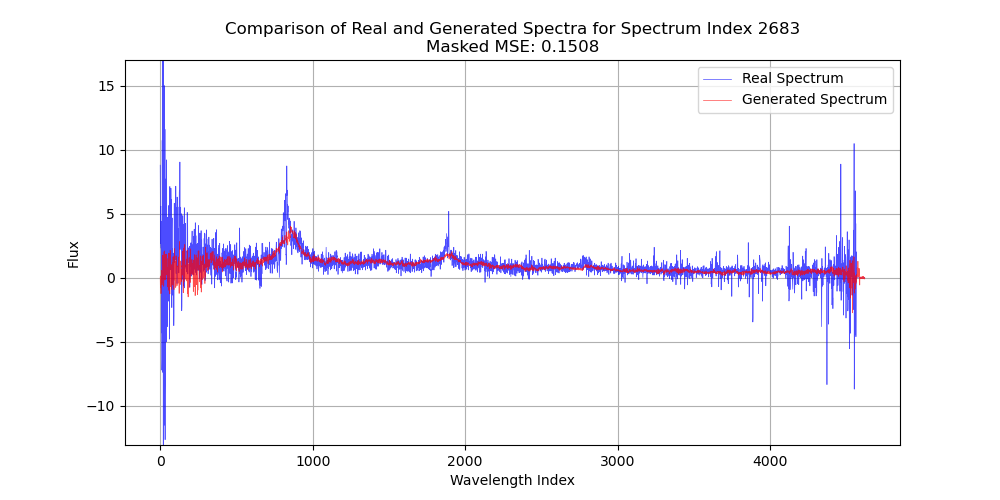 Comparison of Real and Generated Spectra for Spectrum Index 2683
Masked MSE: 0.1508
Real Spectrum
Generated Spectrum
15
10
5
0
−5
−10
Flux
0 1000 2000 3000 4000
Wavelength Index